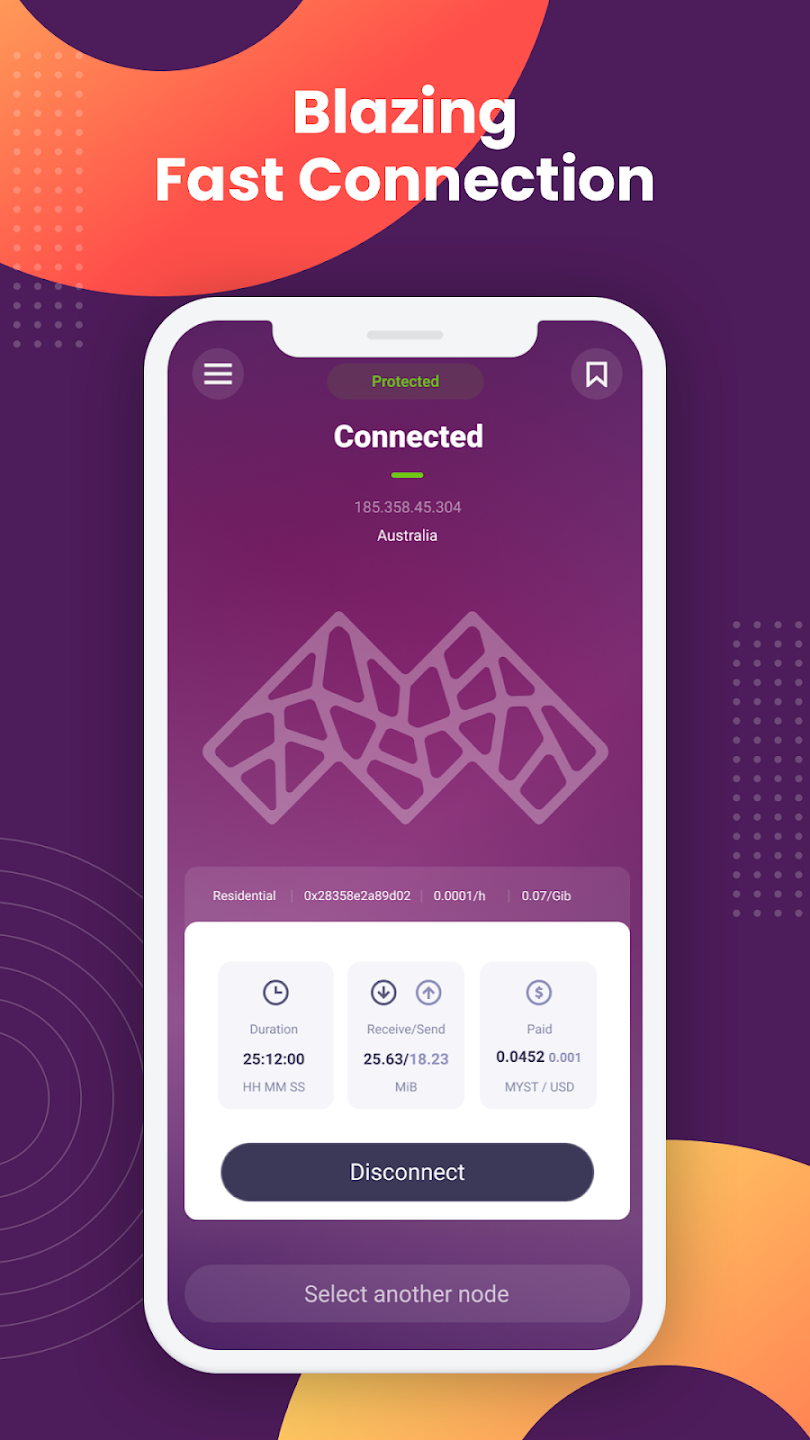 Blazing
Fast Connection
Protected
Connected
185.358.45.304
Australia
Residential | 0x28358e2a89d02 | 0.0001/h | 0.07/Gib
Duration
25:12:00
HH MM SS
Receive/Send
25.63/18.23
MiB
$
Paid
0.0452 0.001
MYST / USD
Disconnect
Select another node